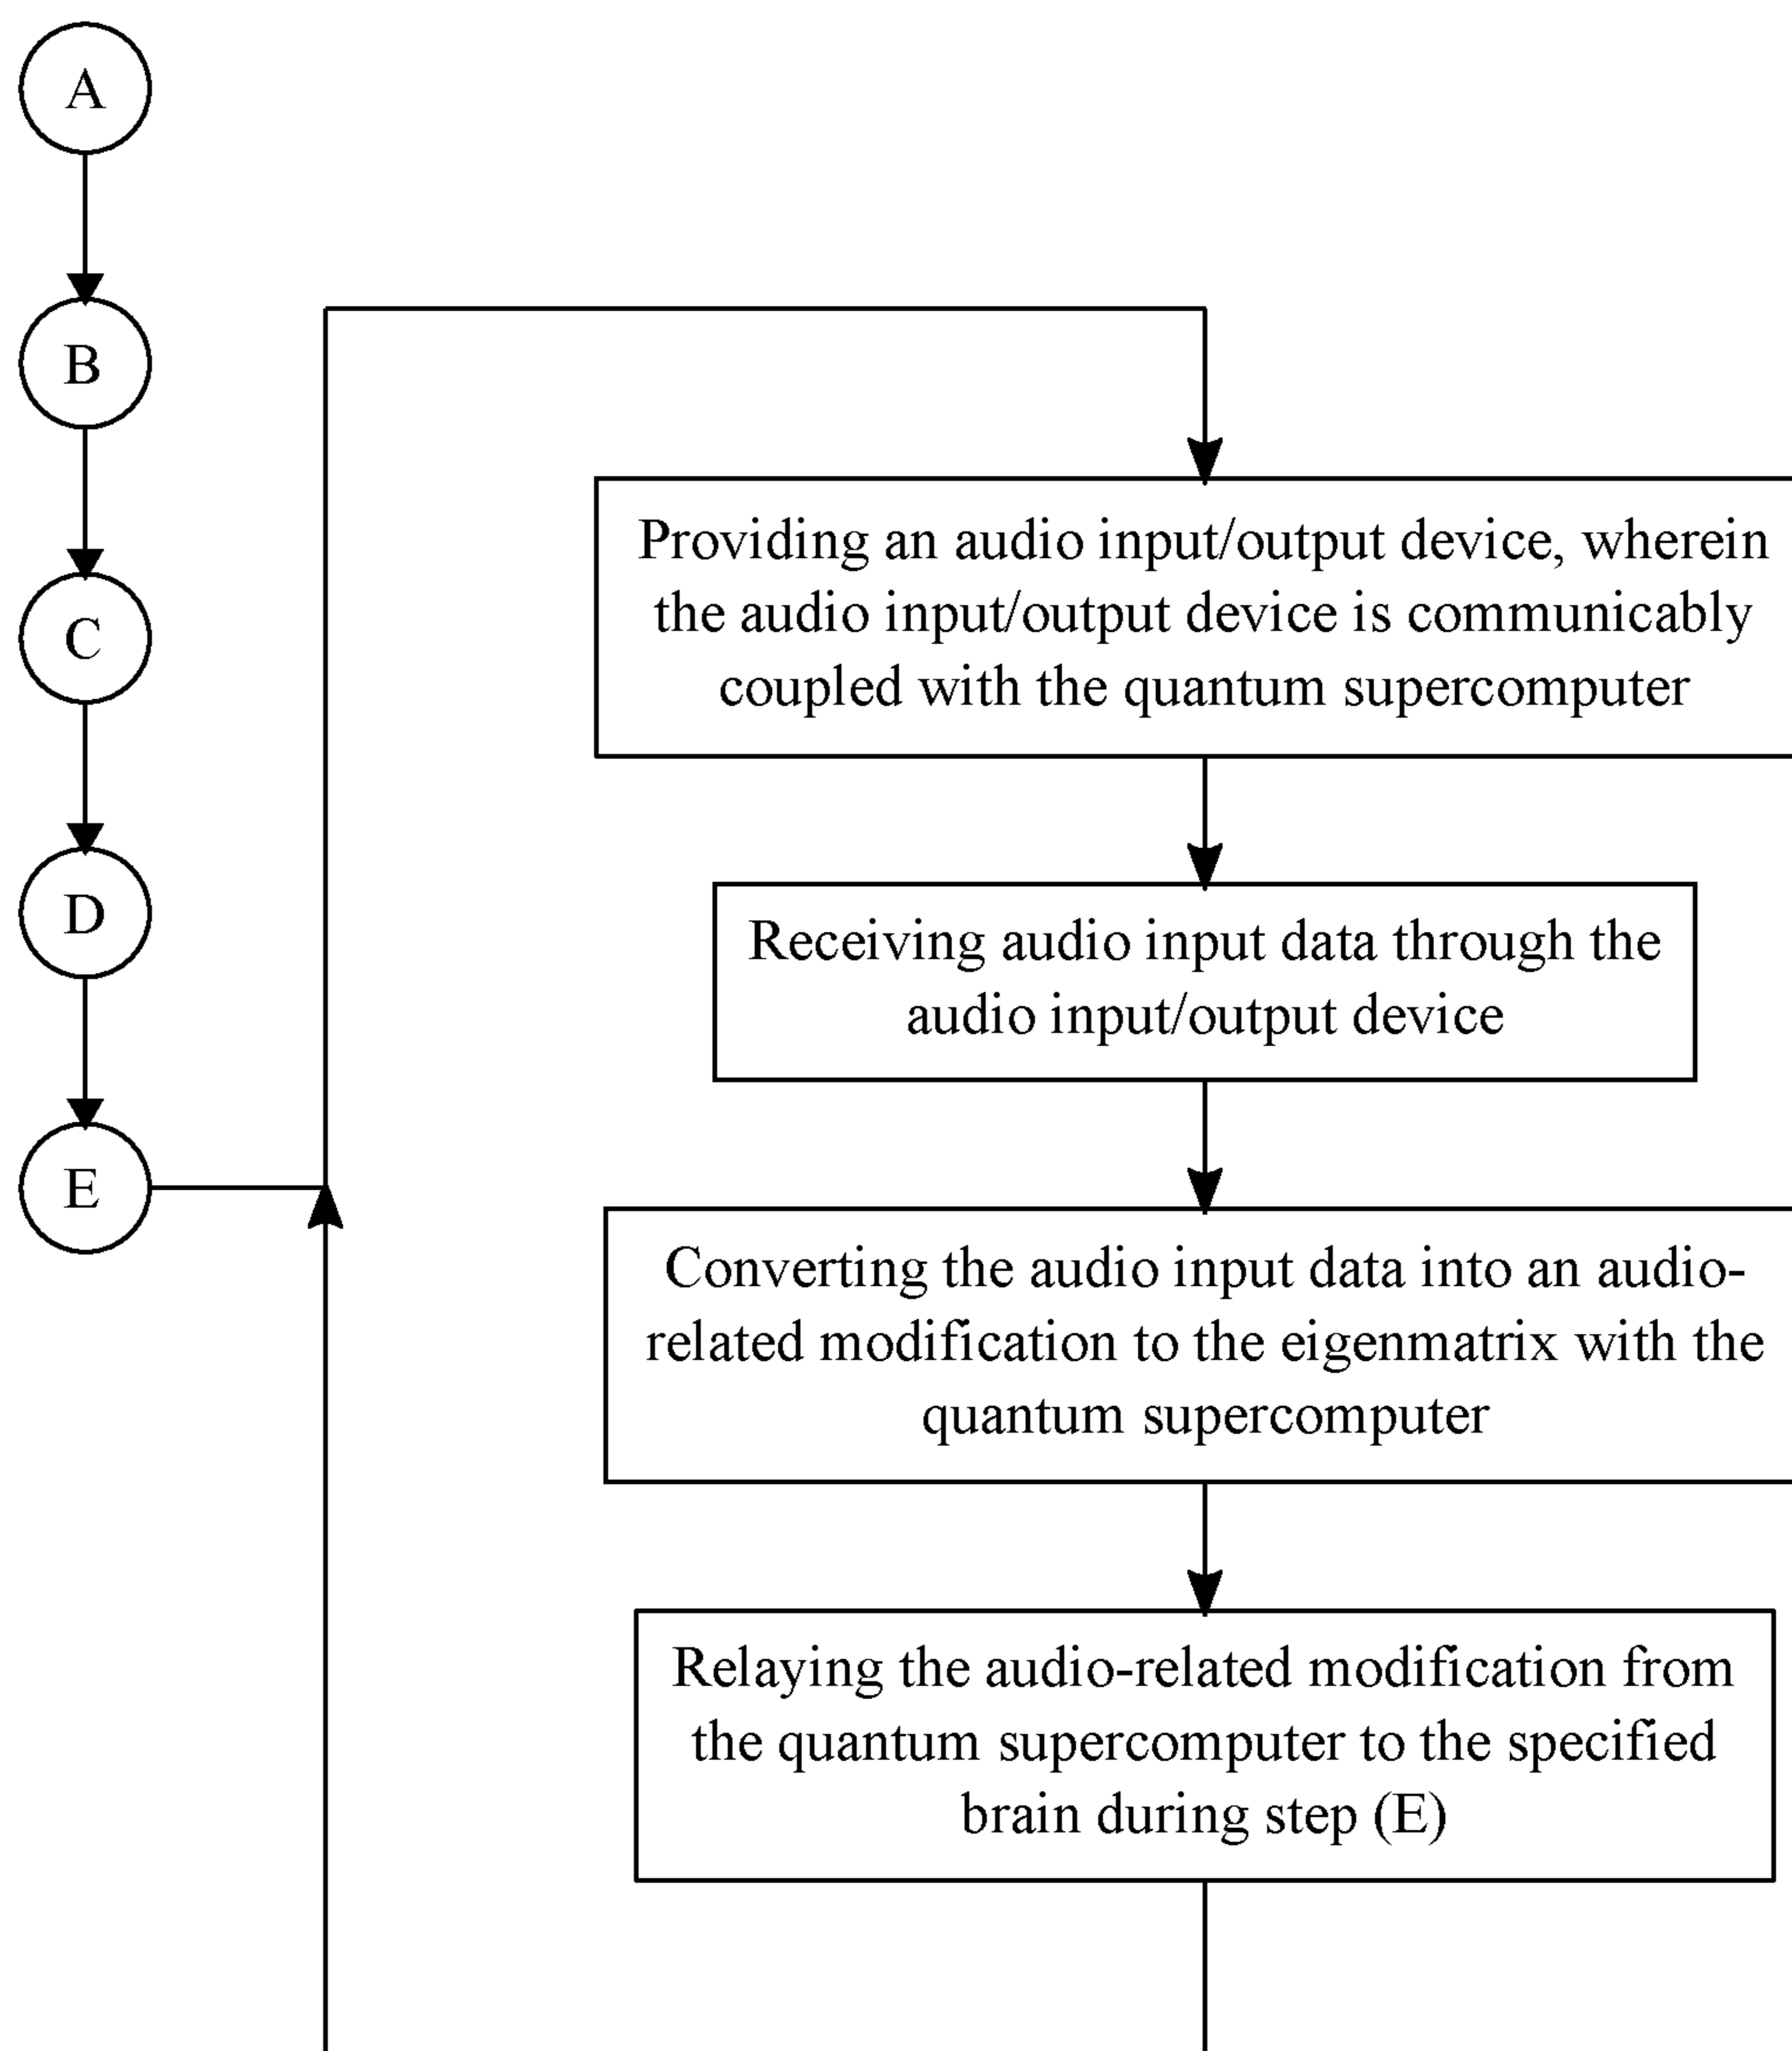 A
B
C
D
E
Providing an audio input/output device, wherein
the audio input/output device is communicably
coupled with the quantum supercomputer
Receiving audio input data through the
audio input/output device
Converting the audio input data into an audio-
related modification to the eigenmatrix with the
quantum supercomputer
Relaying the audio-related modification from
the quantum supercomputer to the specified
brain during step (E)